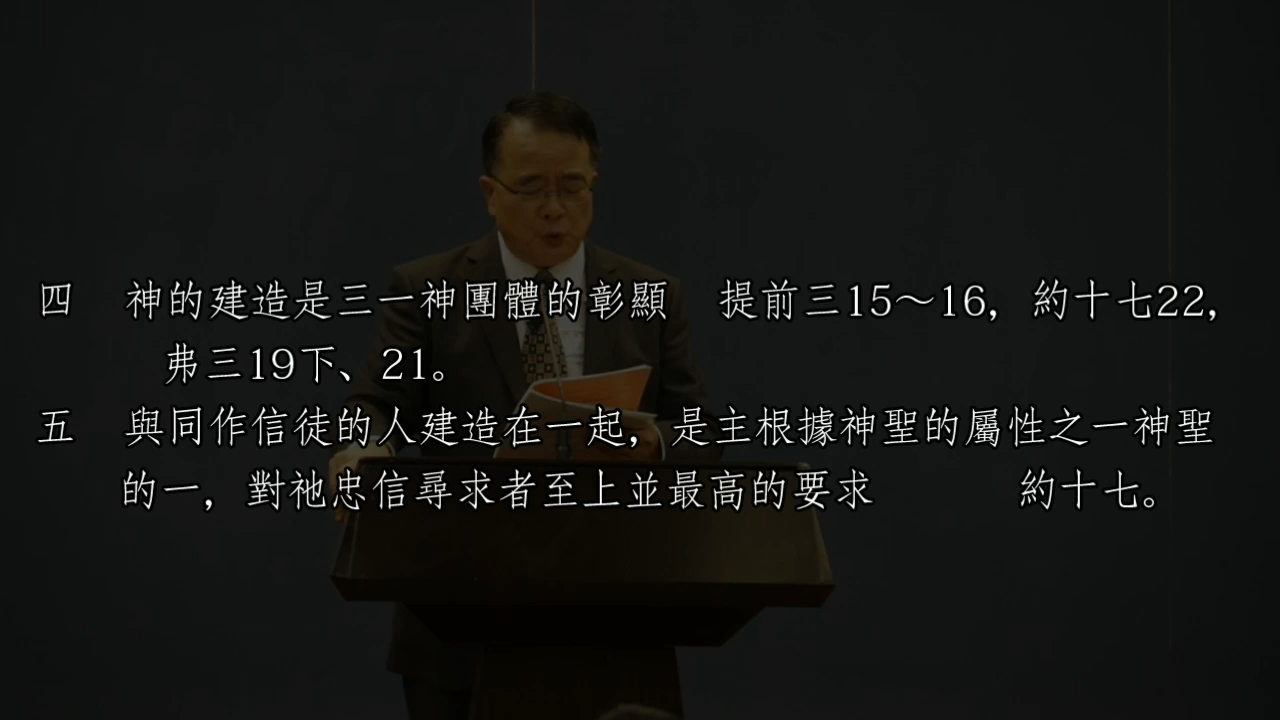 四 神的建造是三一神團體的彰顯 提前三15～16，約十七22，
弗三19下、21。
五 與同作信徒的人建造在一起，是主根據神聖的屬性之一神聖
的一，對祂忠信尋求者至上並最高的要求 約十七。